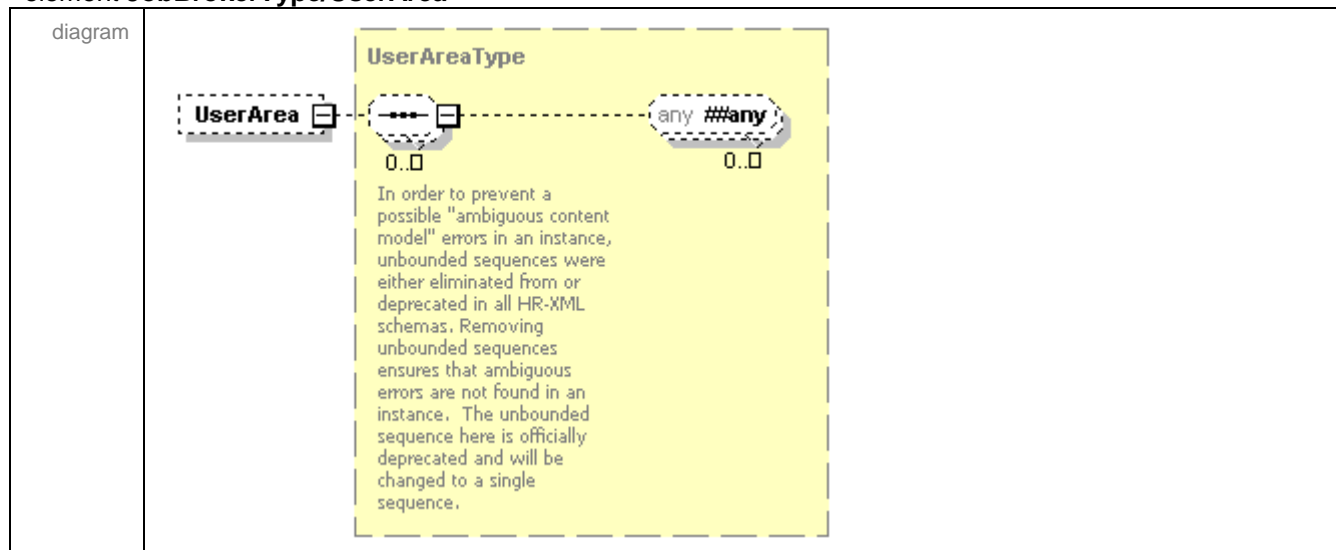 element JobBrokerType/UserArea
diagram
UserAreaType
UserArea
any ##any
0..□
0..□
In order to prevent a
possible "ambiguous content
model" errors in an instance,
unbounded sequences were
either eliminated from or
deprecated in all HR-XML
schemas. Removing
unbounded sequences
ensures that ambiguous
errors are not found in an
instance.  The unbounded
sequence here is officially
deprecated and will be
changed to a single
sequence.